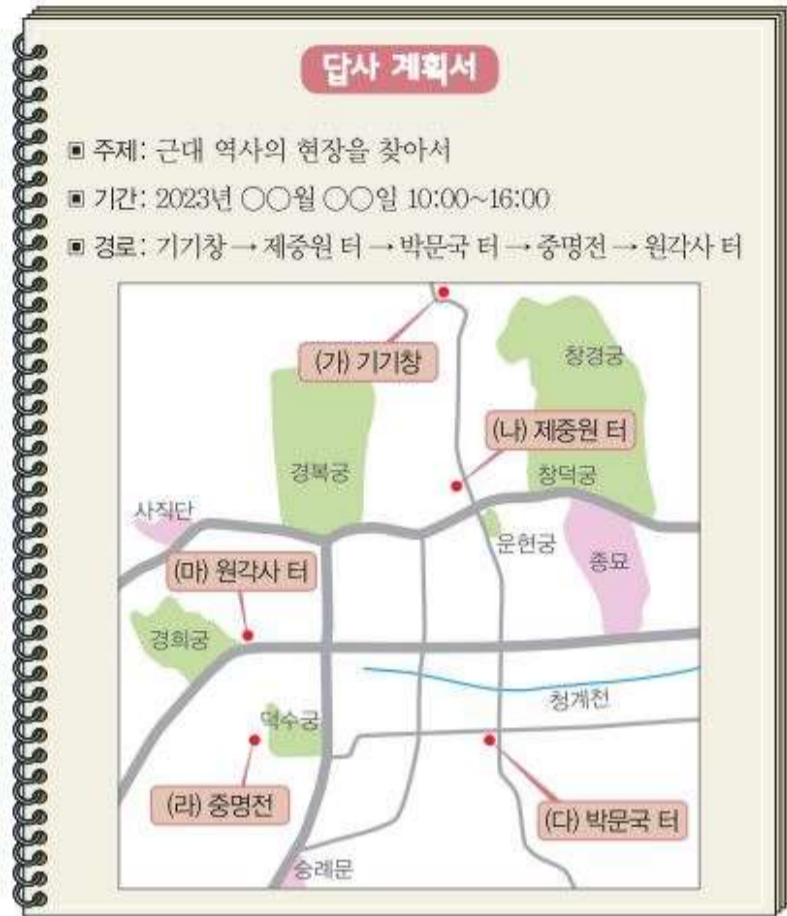 답사 계획서
▣ 주제: 근대 역사의 현장을 찾아서
▣ 기간: 2023년 ○○월 ○○일 10:00~16:00
▣ 경로: 기기창 → 제중원 터 → 박문국 터 → 중명전 → 원각사 터
(가) 기기창
창경궁
(나) 제중원 터
경복궁
창덕궁
사직단
운현궁
종묘
(마) 원각사 터
경희궁
청계천
덕수궁
(라) 중명전
(다) 박문국 터
숭례문